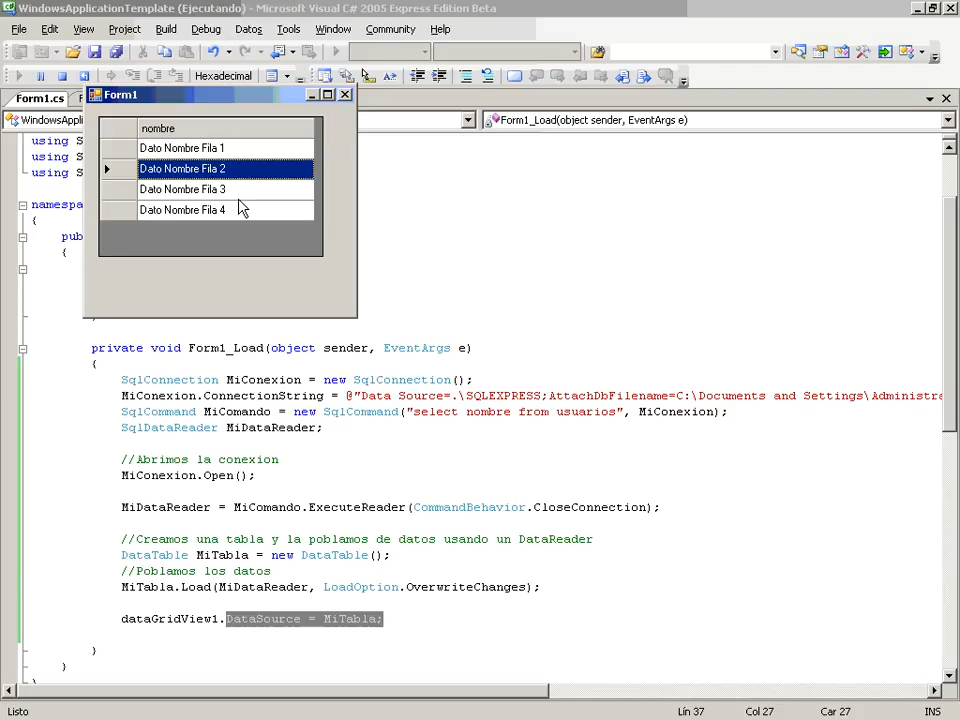 WindowsApplicationTemplate (Ejecutando) - Microsoft Visual C# 2005 Express Edition Beta
File Edit View Project Build Debug Datos Tools Window Community Help
Hexadecimal
Form1.cs
Form1
Form1_Load(object sender, EventArgs e)
nombre
Dato Nombre Fila 1
Dato Nombre Fila 2
Dato Nombre Fila 3
Dato Nombre Fila 4
using S
using S
using S
namespa
{
pub
{
private void Form1_Load(object sender, EventArgs e)
{
SqlConnection MiConexion = new SqlConnection();
MiConexion.ConnectionString = @"Data Source=.\SQLEXPRESS;AttachDbFilename=C:\Documents and Settings\Administra
SqlCommand MiComando = new SqlCommand("select nombre from usuarios", MiConexion);
SqlDataReader MiDataReader;
//Abrimos la conexion
MiConexion.Open();
MiDataReader = MiComando.ExecuteReader(CommandBehavior.CloseConnection);
//Creamos una tabla y la poblamos de datos usando un DataReader
DataTable MiTabla = new DataTable();
//Poblamos los datos
MiTabla.Load(MiDataReader, LoadOption.OverwriteChanges);
dataGridView1.DataSource = MiTabla;
}
}
Listo
Lín 37 Col 27 Car 27 INS